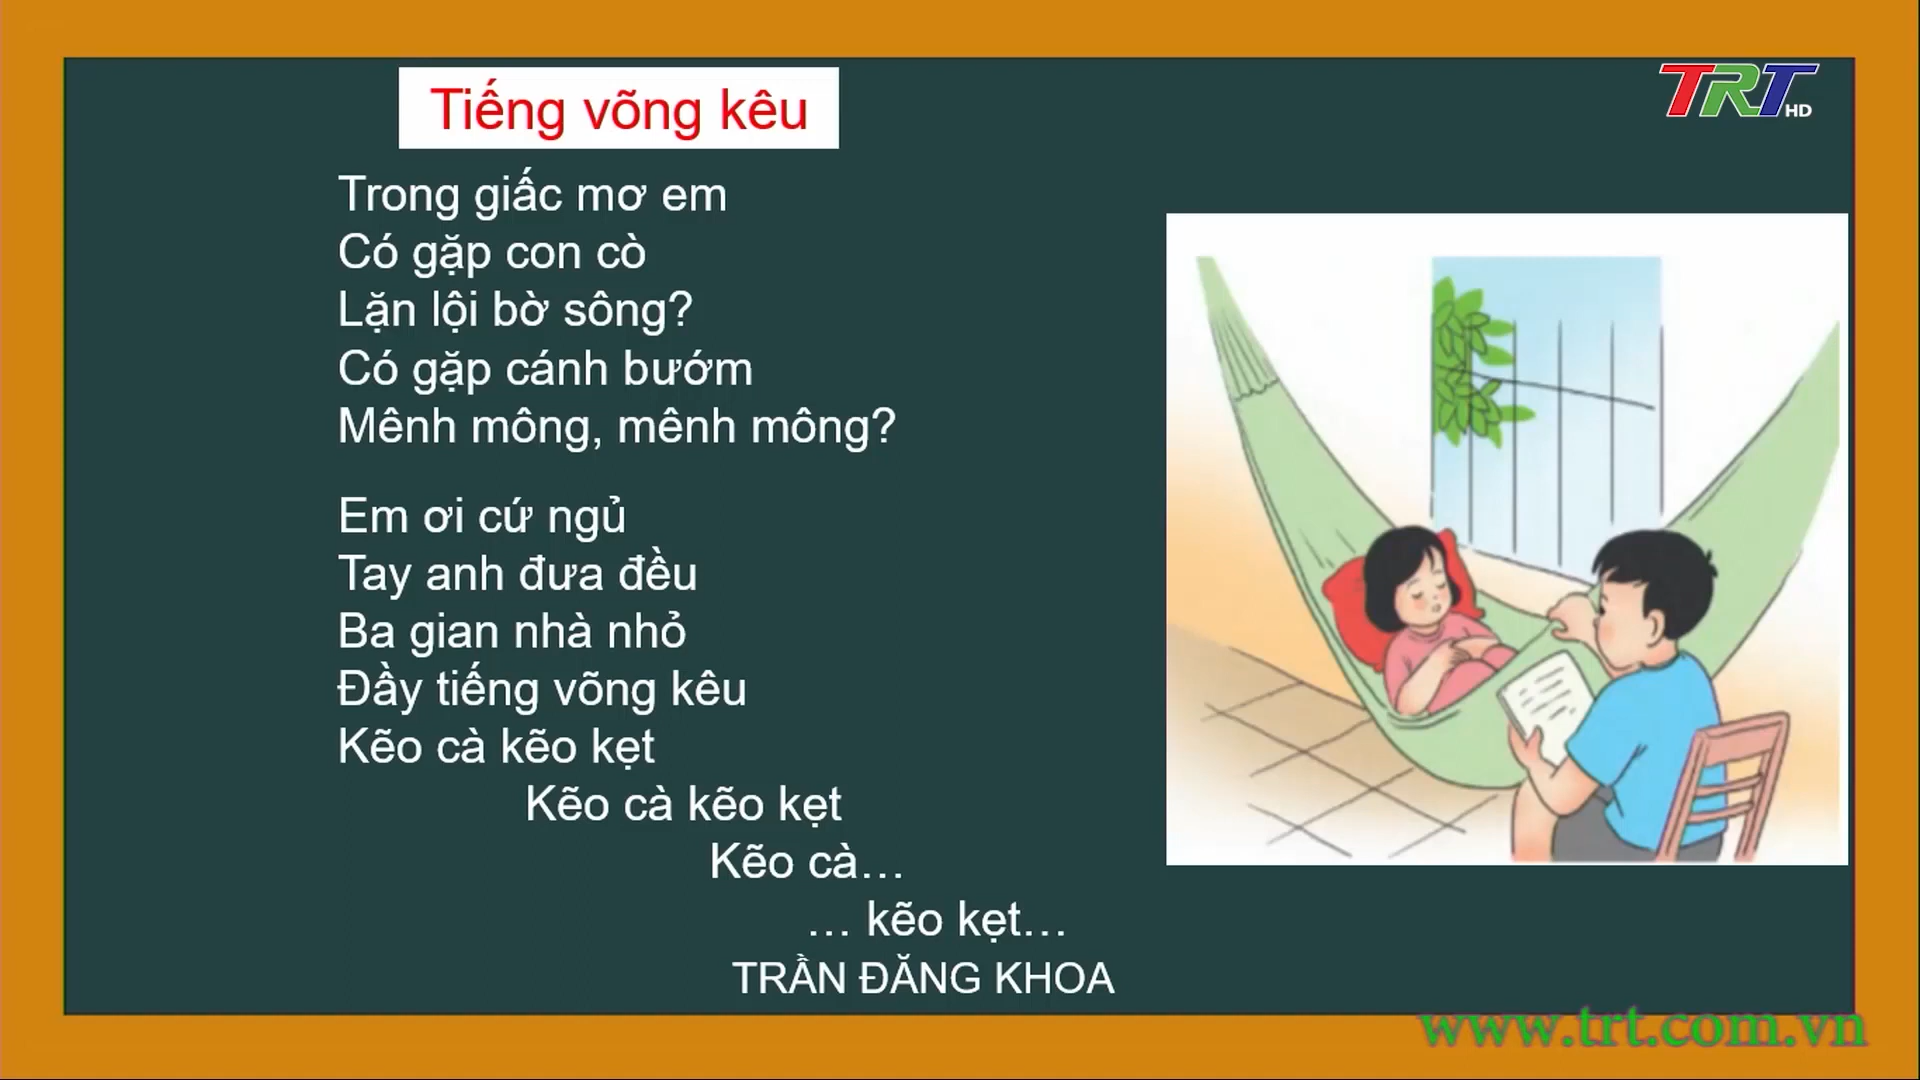 TRT HD
Tiếng võng kêu
Trong giấc mơ em
Có gặp con cò
Lặn lội bờ sông?
Có gặp cánh bướm
Mênh mông, mênh mông?
Em ơi cứ ngủ
Tay anh đưa đều
Ba gian nhà nhỏ
Đầy tiếng võng kêu
Kẽo cà kẽo kẹt
Kẽo cà kẽo kẹt
Kẽo cà…
… kẽo kẹt…
TRẦN ĐĂNG KHOA
www.trt.com.vn